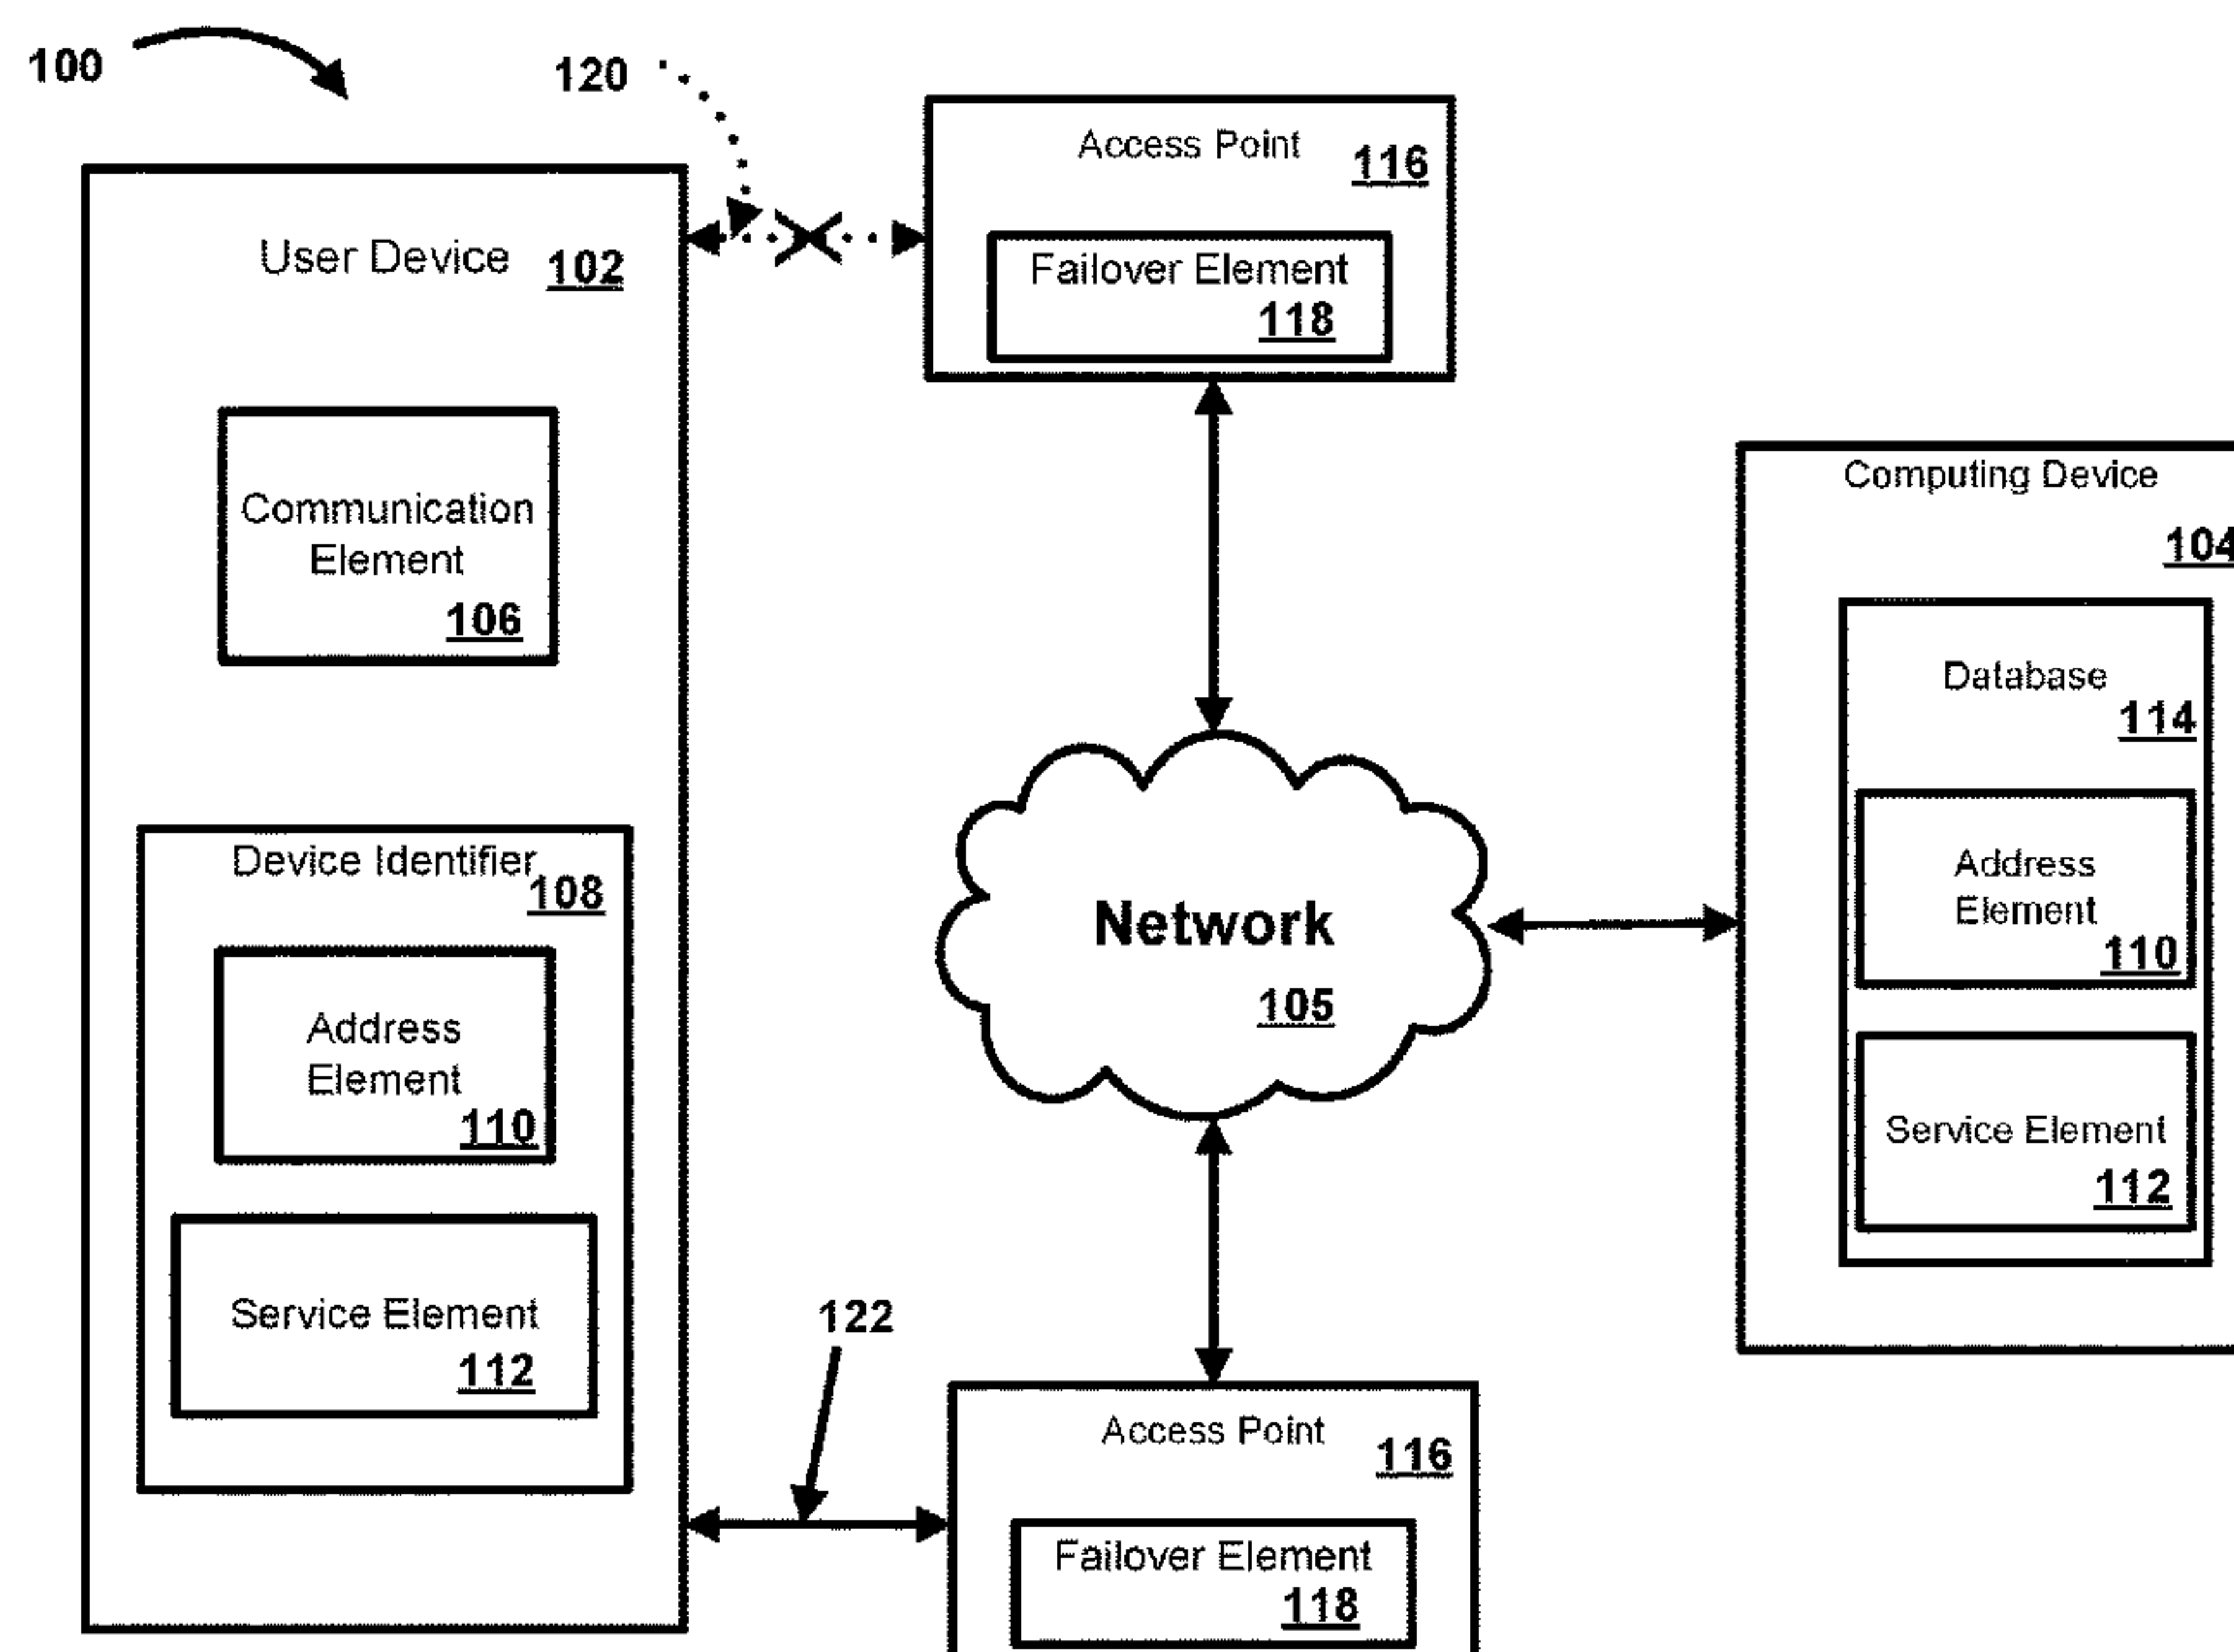 100
120
User Device 102
Communication
Element
106
Device Identifier 108
Address
Element
110
Service Element
112
Access Point 116
Failover Element
118
Network
105
122
Access Point 116
Failover Element
118
Computing Device
104
Database
114
Address
Element
110
Service Element
112